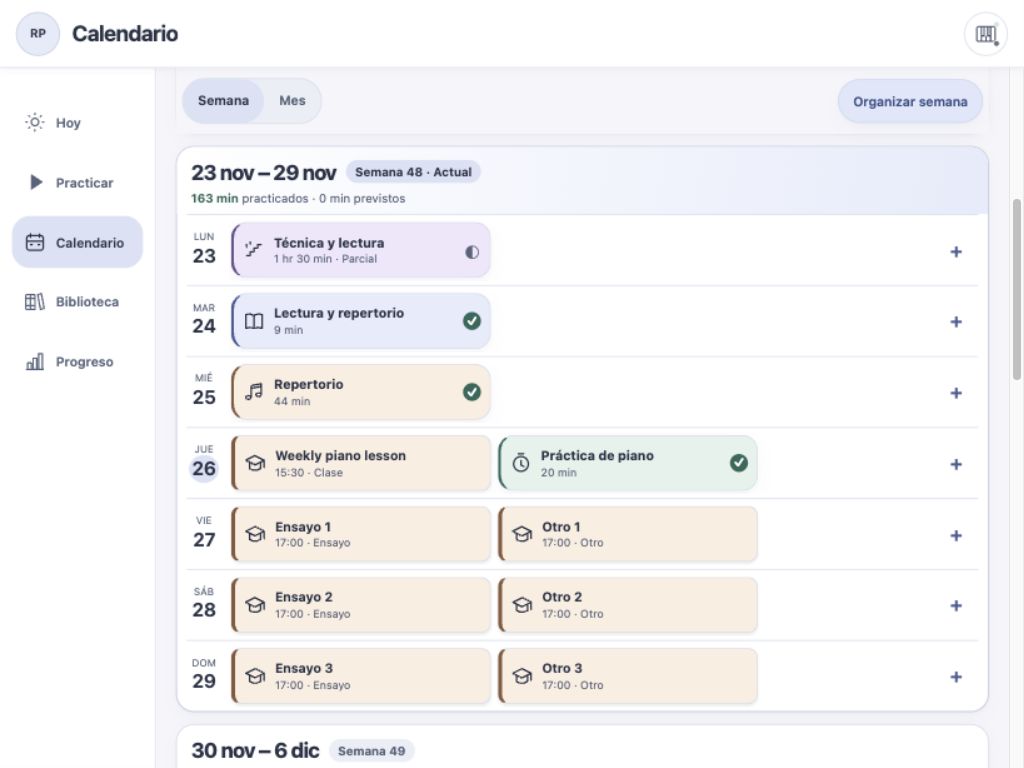 RP
Calendario
Hoy
Practicar
Calendario
Biblioteca
Progreso
Semana
Mes
Organizar semana
23 nov – 29 nov
Semana 48 · Actual
163 min practicados · 0 min previstos
LUN
23
Técnica y lectura
1 hr 30 min · Parcial
+
MAR
24
Lectura y repertorio
9 min
+
MIÉ
25
Repertorio
44 min
+
JUE
26
Weekly piano lesson
15:30 · Clase
Práctica de piano
20 min
+
VIE
27
Ensayo 1
17:00 · Ensayo
Otro 1
17:00 · Otro
+
SÁB
28
Ensayo 2
17:00 · Ensayo
Otro 2
17:00 · Otro
+
DOM
29
Ensayo 3
17:00 · Ensayo
Otro 3
17:00 · Otro
+
30 nov – 6 dic
Semana 49